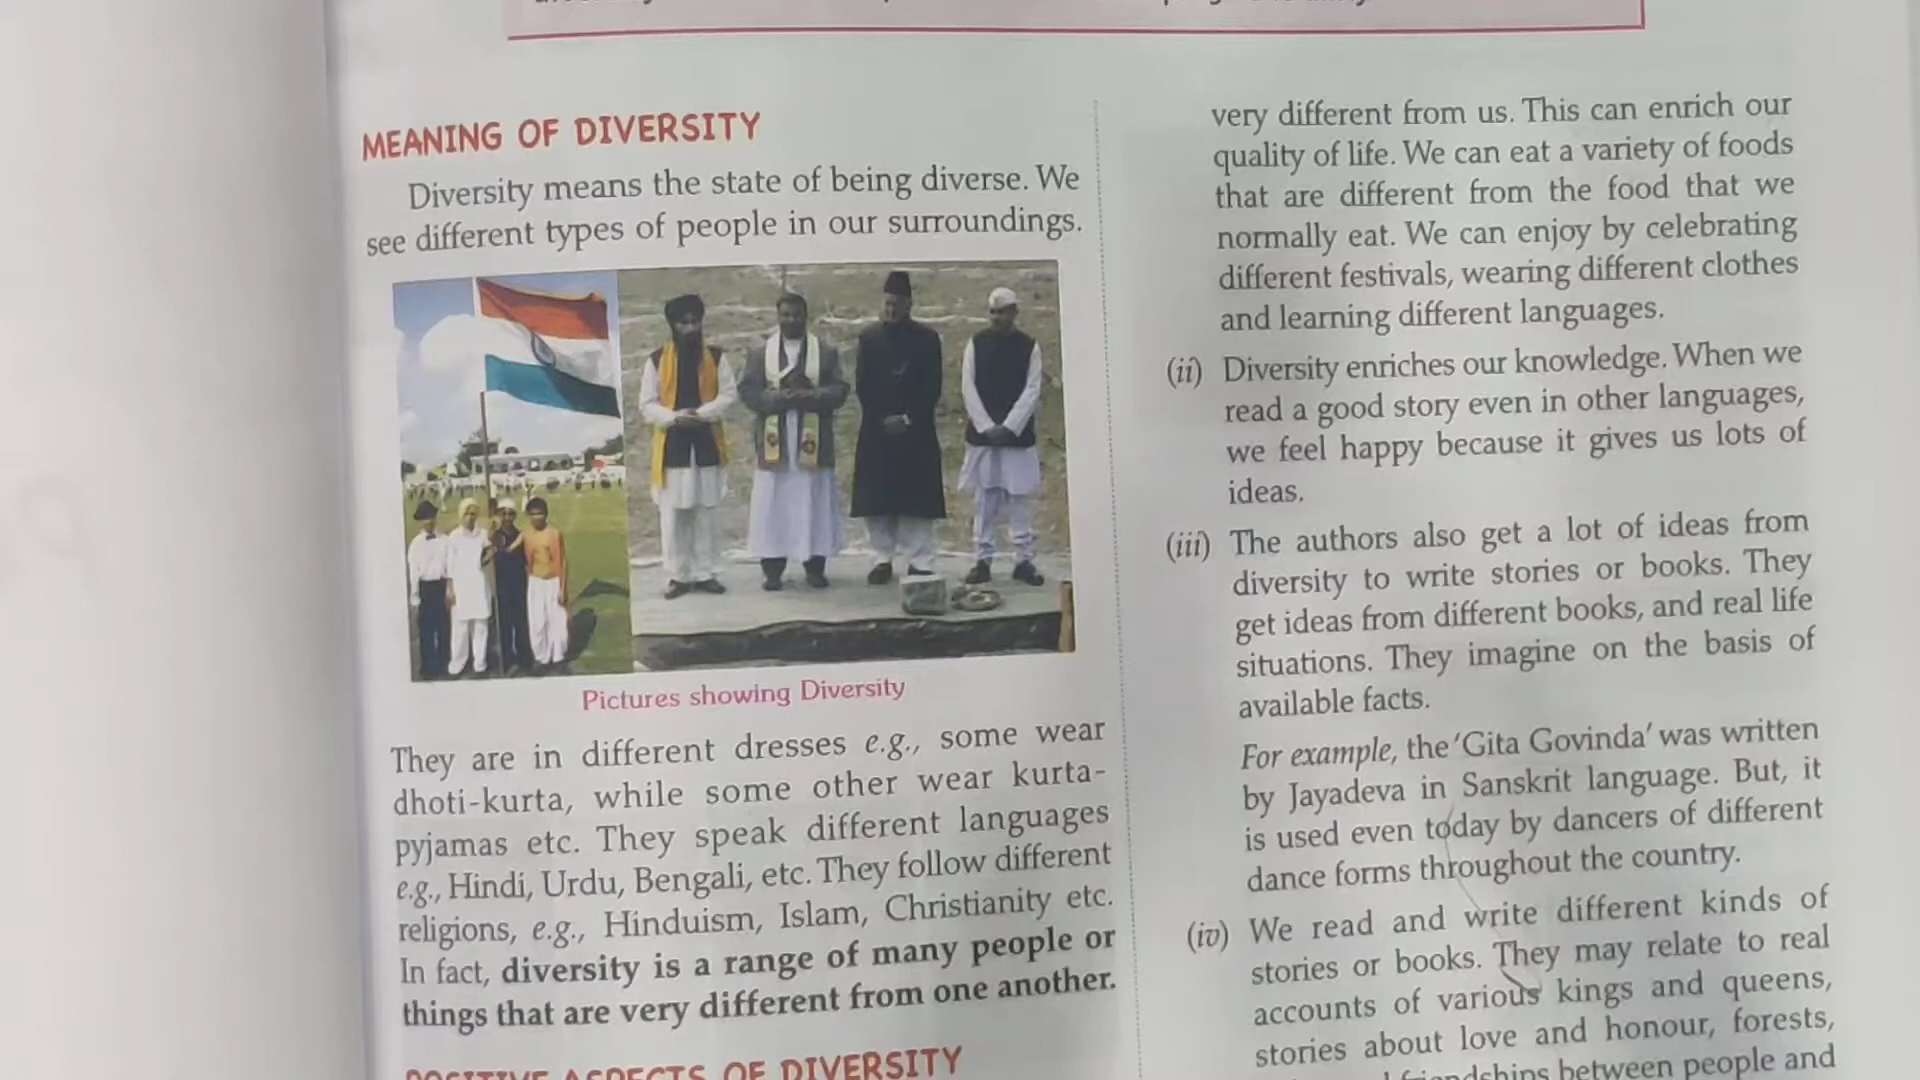 MEANING OF DIVERSITY
Diversity means the state of being diverse. We
see different types of people in our surroundings.
Pictures showing Diversity
They are in different dresses e.g., some wear
dhoti-kurta, while some other wear kurta-
pyjamas etc. They speak different languages
e.g., Hindi, Urdu, Bengali, etc. They follow different
religions, e.g., Hinduism, Islam, Christianity etc.
In fact, diversity is a range of many people or
things that are very different from one another.
POSITIVE ASPECTS OF DIVERSITY
very different from us. This can enrich our
quality of life. We can eat a variety of foods
that are different from the food that we
normally eat. We can enjoy by celebrating
different festivals, wearing different clothes
and learning different languages.
(ii) Diversity enriches our knowledge. When we
read a good story even in other languages,
we feel happy because it gives us lots of
ideas.
(iii) The authors also get a lot of ideas from
diversity to write stories or books. They
get ideas from different books, and real life
situations. They imagine on the basis of
available facts.
For example, the 'Gita Govinda' was written
by Jayadeva in Sanskrit language. But, it
is used even today by dancers of different
dance forms throughout the country.
(iv) We read and write different kinds of
stories or books. They may relate to real
accounts of various kings and queens,
stories about love and honour, forests,
friendships between people and